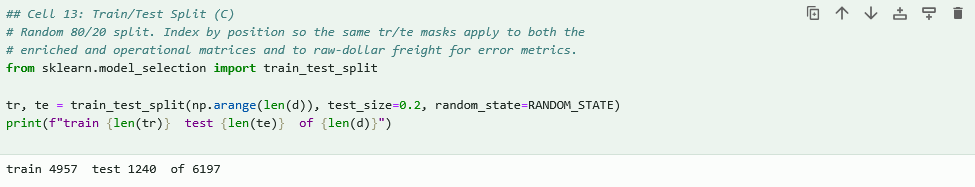 ## Cell 13: Train/Test Split (C)
# Random 80/20 split. Index by position so the same tr/te masks apply to both the
# enriched and operational matrices and to raw-dollar freight for error metrics.
from sklearn.model_selection import train_test_split

tr, te = train_test_split(np.arange(len(d)), test_size=0.2, random_state=RANDOM_STATE)
print(f"train {len(tr)}  test {len(te)}  of {len(d)}")

train 4957  test 1240  of 6197